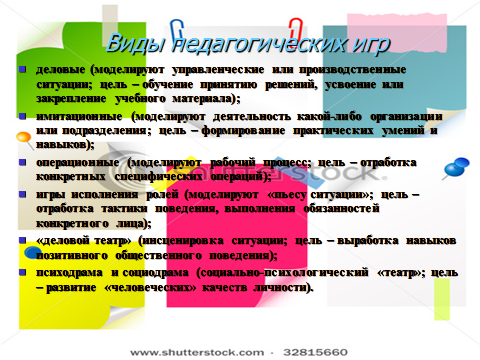 Виды педагогических игр
деловые (моделируют управленческие или производственные
ситуации; цель – обучение принятию решений, усвоение или
закрепление учебного материала);
имитационные (моделируют деятельность какой-либо организации
или подразделения; цель – формирование практических умений и
навыков);
операционные (моделируют рабочий процесс; цель – отработка
конкретных специфических операций);
игры исполнения ролей (моделируют «пьесу ситуации»; цель –
отработка тактики поведения, выполнения обязанностей
конкретного лица);
«деловой театр» (инсценировка ситуации; цель – выработка навыков
позитивного общественного поведения);
психодрама и социодрама (социально-психологический «театр»; цель
– развитие «человеческих» качеств личности).
www.shutterstock.com · 32815660